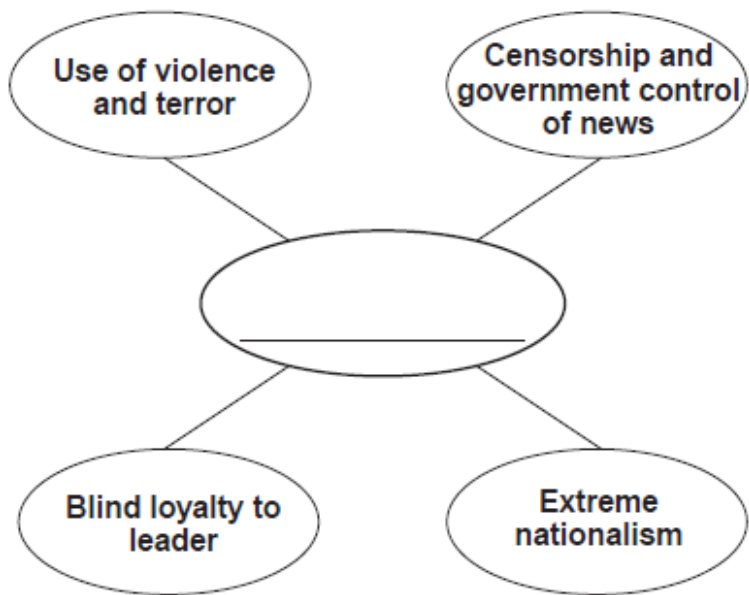 Use of violence
and terror
Censorship and
government control
of news
Blind loyalty to
leader
Extreme
nationalism